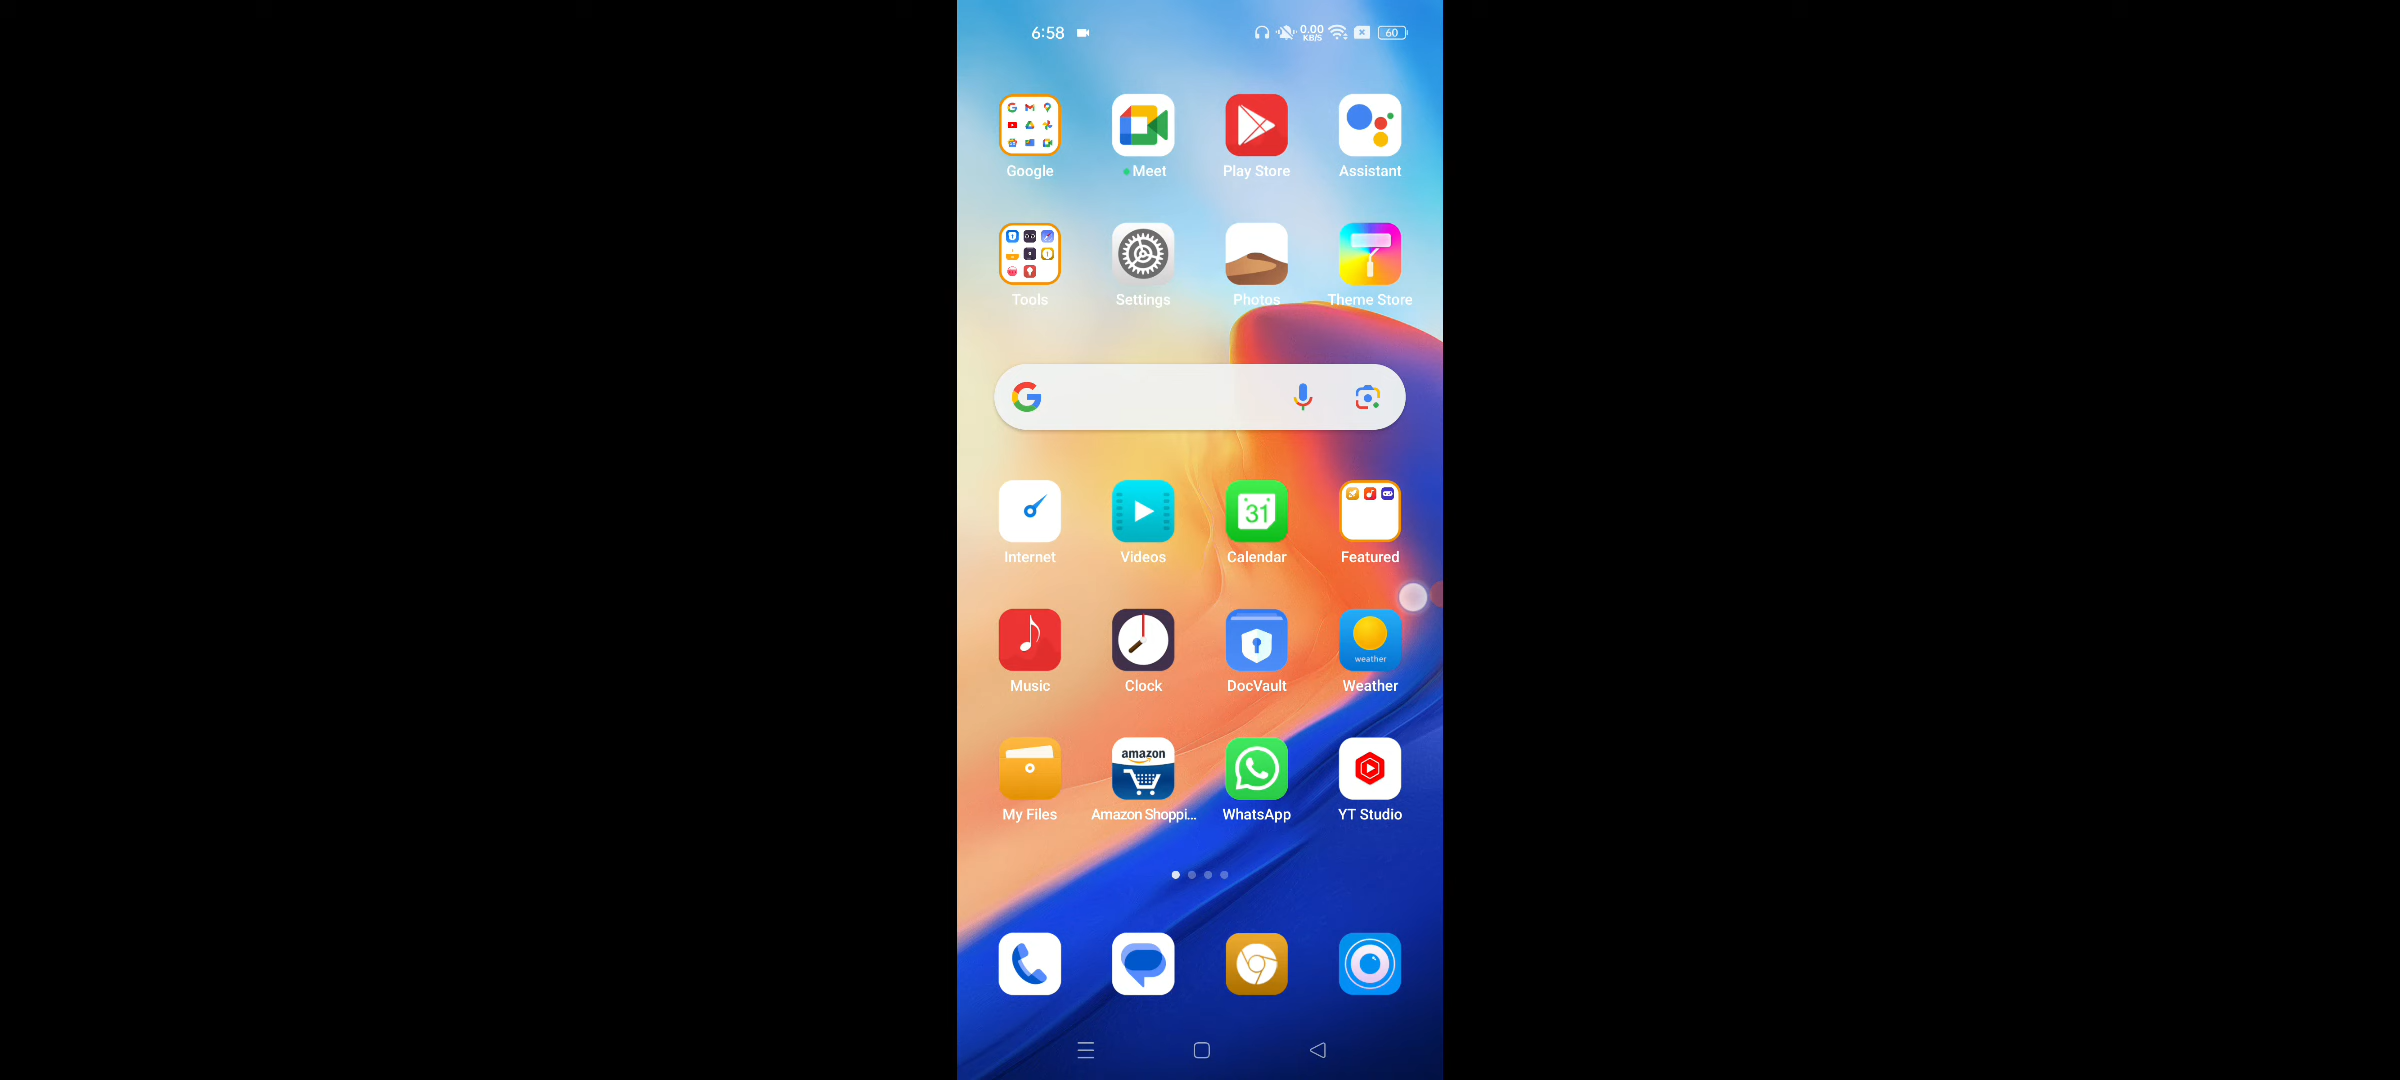 6:58 0.00 KB/S 60
Google Meet Play Store Assistant
Tools Settings Photos Theme Store
31
Internet Videos Calendar Featured
weather
Music Clock DocVault Weather
amazon
My Files Amazon Shoppi... WhatsApp YT Studio